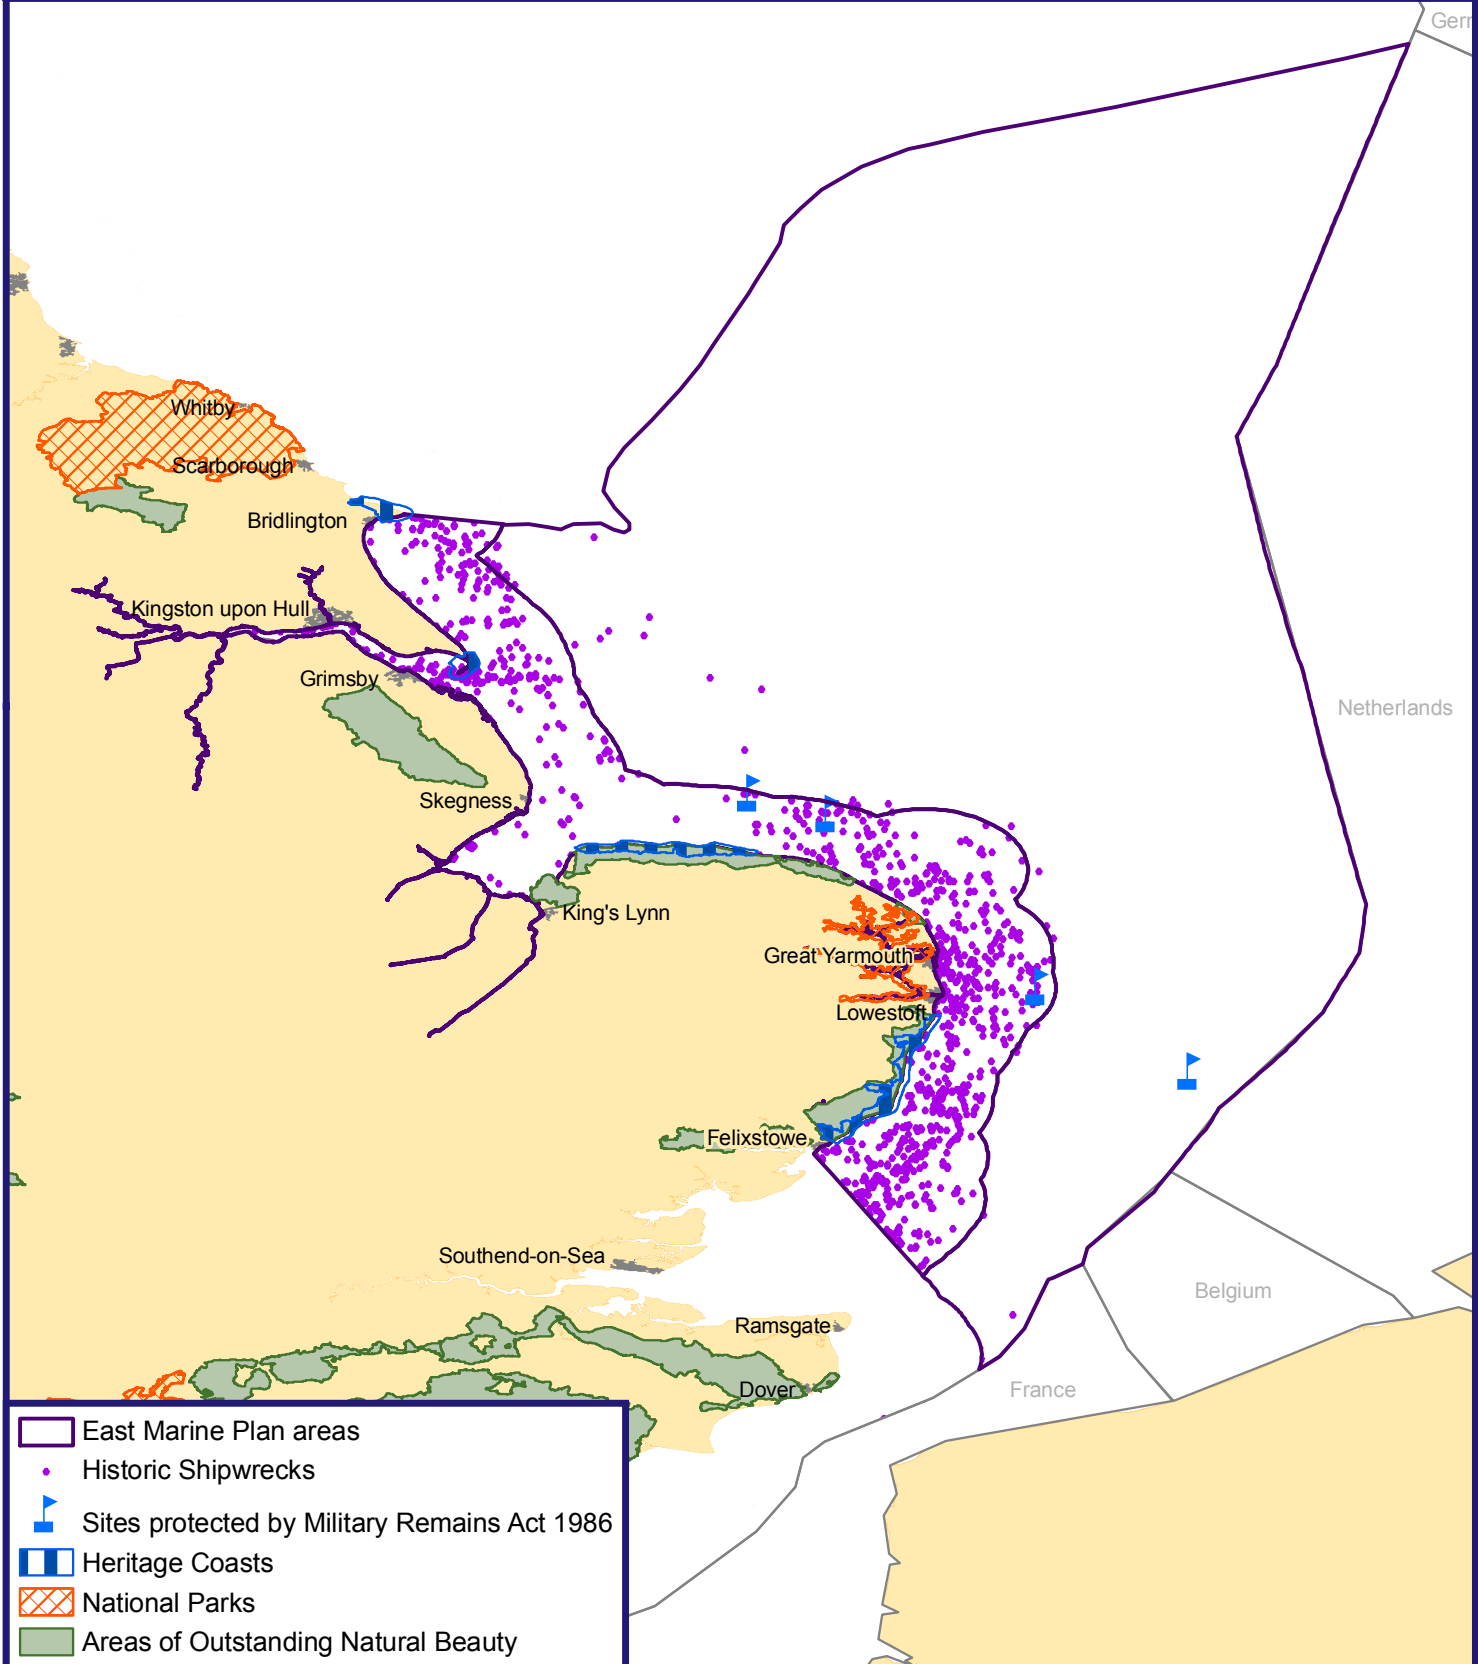 Gerr
Whitby
Scarborough
Bridlington
Kingston upon Hull
Grimsby
Netherlands
Skegness
King's Lynn
Great Yarmouth
Lowestoft
Felixstowe
Southend-on-Sea
Belgium
Ramsgate
Dover
France
East Marine Plan areas
Historic Shipwrecks
Sites protected by Military Remains Act 1986
Heritage Coasts
National Parks
Areas of Outstanding Natural Beauty